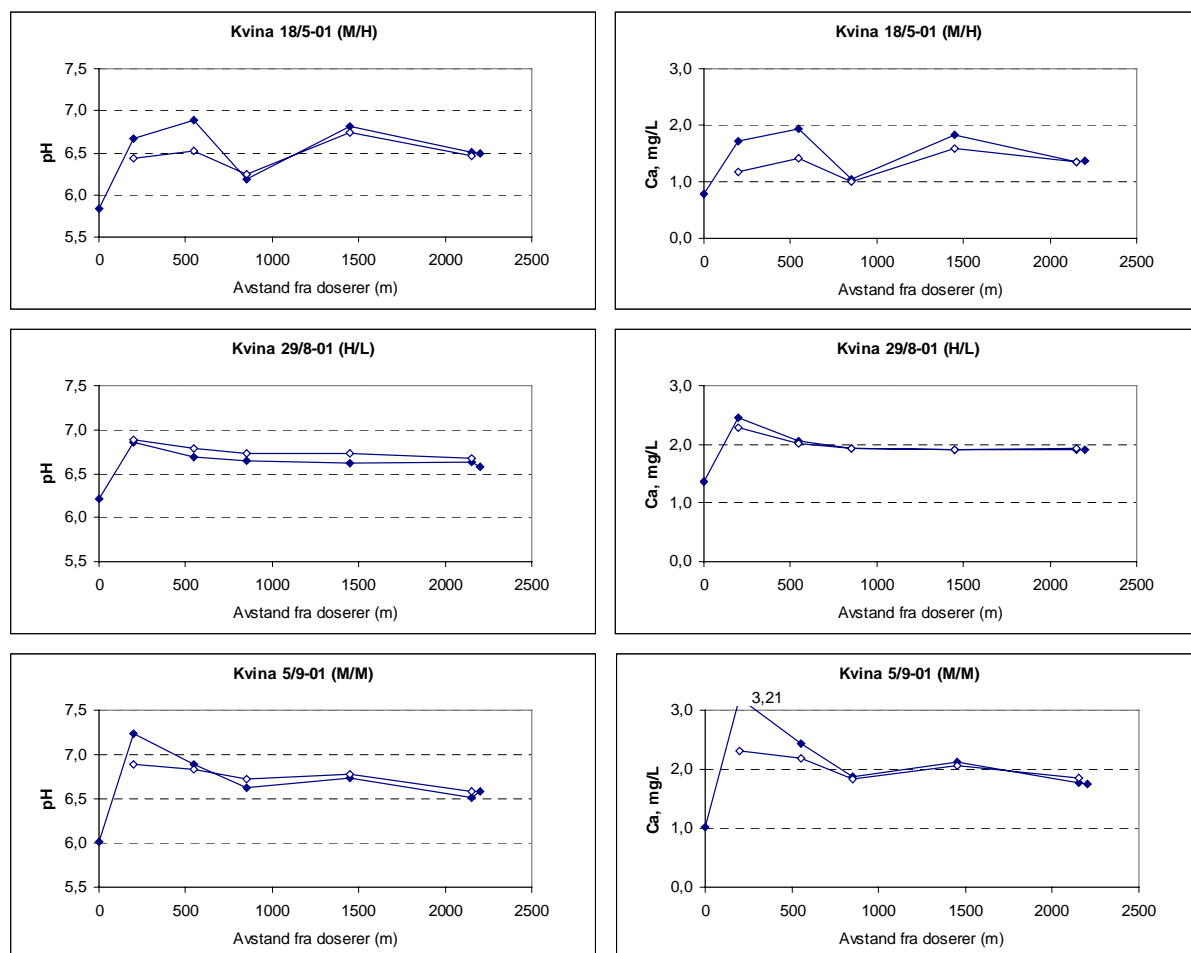 Kvina 18/5-01 (M/H)
7,5
7,0
6,5
6,0
5,5
pH
0 500 1000 1500 2000 2500
Avstand fra doserer (m)
Kvina 18/5-01 (M/H)
3,0
2,0
1,0
0,0
Ca, mg/L
0 500 1000 1500 2000 2500
Avstand fra doserer (m)
Kvina 29/8-01 (H/L)
7,5
7,0
6,5
6,0
5,5
pH
0 500 1000 1500 2000 2500
Avstand fra doserer (m)
Kvina 29/8-01 (H/L)
3,0
2,0
1,0
0,0
Ca, mg/L
0 500 1000 1500 2000 2500
Avstand fra doserer (m)
Kvina 5/9-01 (M/M)
7,5
7,0
6,5
6,0
5,5
pH
0 500 1000 1500 2000 2500
Avstand fra doserer (m)
Kvina 5/9-01 (M/M)
3,21
3,0
2,0
1,0
0,0
Ca, mg/L
0 500 1000 1500 2000 2500
Avstand fra doserer (m)